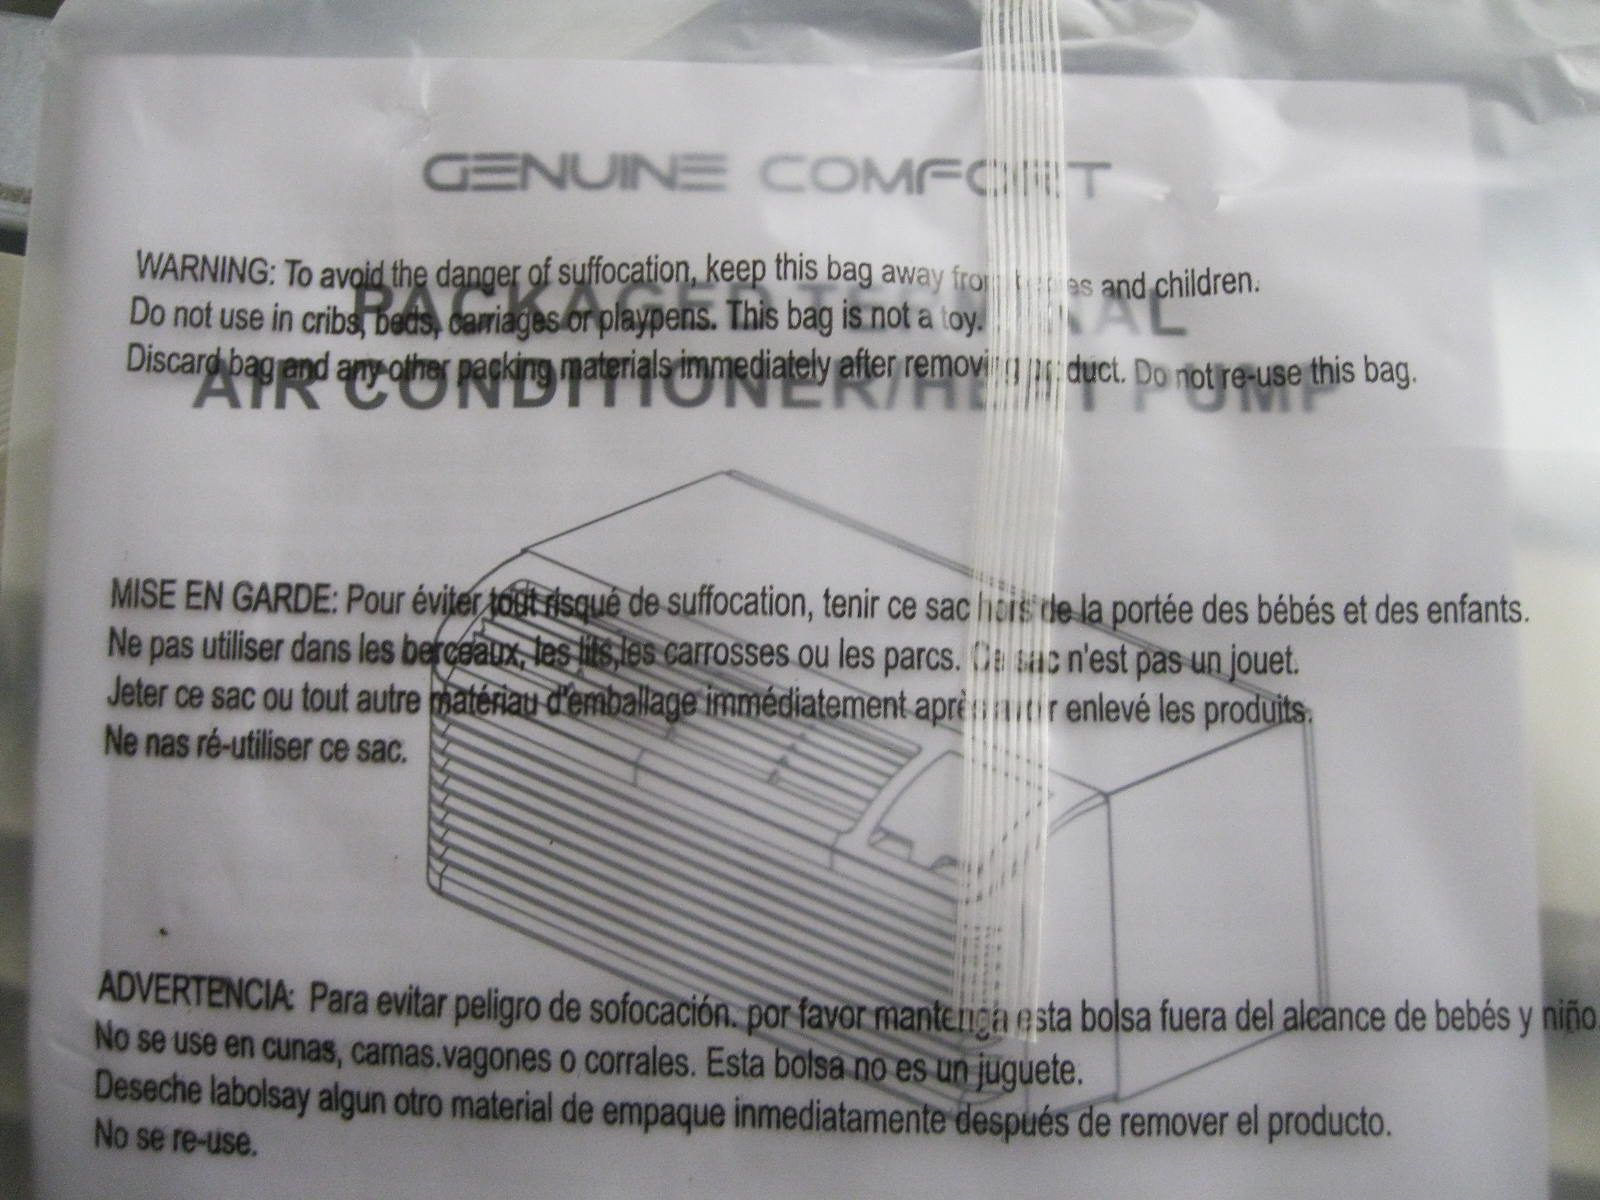 GENUINE COMFORT
WARNING: To avoid the danger of suffocation, keep this bag away from babies and children.
PACKAGED TERMINAL
Do not use in cribs, beds, carriages or playpens. This bag is not a toy.
Discard bag and any other packing materials immediately after removing product. Do not re-use this bag.
AIR CONDITIONER/HEAT PUMP
MISE EN GARDE: Pour éviter tout risqué de suffocation, tenir ce sac hors de la portée des bébés et des enfants.
Ne pas utiliser dans les berceaux, les lits,les carrosses ou les parcs. Ce sac n'est pas un jouet.
Jeter ce sac ou tout autre matériau d'emballage immédiatement après avoir enlevé les produits.
Ne nas ré-utiliser ce sac.
ADVERTENCIA: Para evitar peligro de sofocación. por favor mantenga esta bolsa fuera del alcance de bebés y niño
No se use en cunas, camas.vagones o corrales. Esta bolsa no es un juguete.
Deseche labolsay algun otro material de empaque inmediatamente después de remover el producto.
No se re-use.